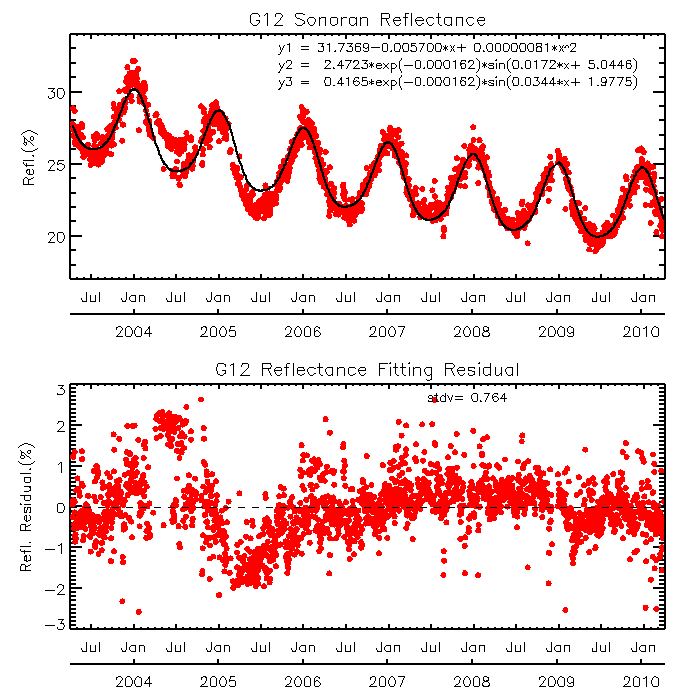 G12 Sonoran Reflectance
y1 = 31.7369-0.005700*x+ 0.00000081*x^2
y2 = 2.4723*exp(-0.000162)*sin(0.0172*x+ 5.0446)
y3 = 0.4165*exp(-0.000162)*sin(0.0344*x+ 1.9775)
30
25
20
Refl.(%)
Jul Jan Jul Jan Jul Jan Jul Jan Jul Jan Jul Jan Jul Jan
2004 2005 2006 2007 2008 2009 2010
G12 Reflectance Fitting Residual
stdv= 0.764
3
2
1
0
-1
-2
-3
Refl. Residual.(%)
Jul Jan Jul Jan Jul Jan Jul Jan Jul Jan Jul Jan Jul Jan
2004 2005 2006 2007 2008 2009 2010